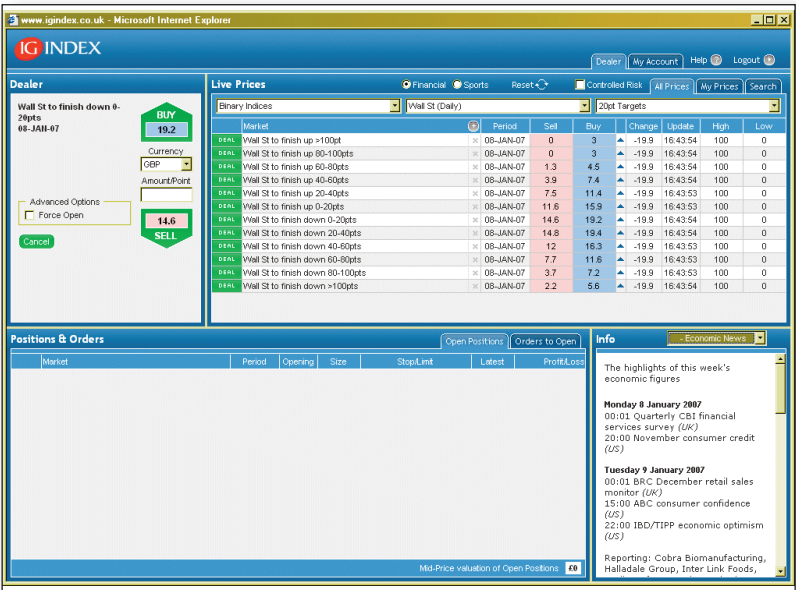 www.igindex.co.uk - Microsoft Internet Explorer
IG INDEX
Dealer My Account Help ? Logout
Dealer
Wall St to finish down 0-
20pts
08-JAN-07
BUY
19.2
Currency
GBP
Amount/Point
Advanced Options
Force Open
14.6
SELL
Cancel
Live Prices Financial Sports Reset Controlled Risk All Prices My Prices Search
Binary Indices Wall St (Daily) 20pt Targets
Market Period Sell Buy Change Update High Low
DEAL Wall St to finish up >100pt 08-JAN-07 0 3 -19.9 16:43:54 100 0
DEAL Wall St to finish up 80-100pts 08-JAN-07 0 3 -19.9 16:43:54 100 0
DEAL Wall St to finish up 60-80pts 08-JAN-07 1.3 4.5 -19.9 16:43:54 100 0
DEAL Wall St to finish up 40-60pts 08-JAN-07 3.9 7.4 -19.9 16:43:54 100 0
DEAL Wall St to finish up 20-40pts 08-JAN-07 7.5 11.4 -19.9 16:43:53 100 0
DEAL Wall St to finish up 0-20pts 08-JAN-07 11.6 15.9 -19.9 16:43:53 100 0
DEAL Wall St to finish down 0-20pts 08-JAN-07 14.6 19.2 -19.9 16:43:54 100 0
DEAL Wall St to finish down 20-40pts 08-JAN-07 14.8 19.4 -19.9 16:43:54 100 0
DEAL Wall St to finish down 40-60pts 08-JAN-07 12 16.3 -19.9 16:43:53 100 0
DEAL Wall St to finish down 60-80pts 08-JAN-07 7.7 11.6 -19.9 16:43:53 100 0
DEAL Wall St to finish down 80-100pts 08-JAN-07 3.7 7.2 -19.9 16:43:54 100 0
DEAL Wall St to finish down >100pts 08-JAN-07 2.2 5.6 -19.9 16:43:54 100 0
Positions & Orders Open Positions Orders to Open
Market Period Opening Size Stop/Limit Latest Profit/Loss
Mid-Price valuation of Open Positions £0
Info - Economic News
The highlights of this week's
economic figures
Monday 8 January 2007
00:01 Quarterly CBI financial
services survey (UK)
20:00 November consumer credit
(US)
Tuesday 9 January 2007
00:01 BRC December retail sales
monitor (UK)
15:00 ABC consumer confidence
(US)
22:00 IBD/TIPP economic optimism
(US)
Reporting: Cobra Biomanufacturing,
Halladale Group, Inter Link Foods,